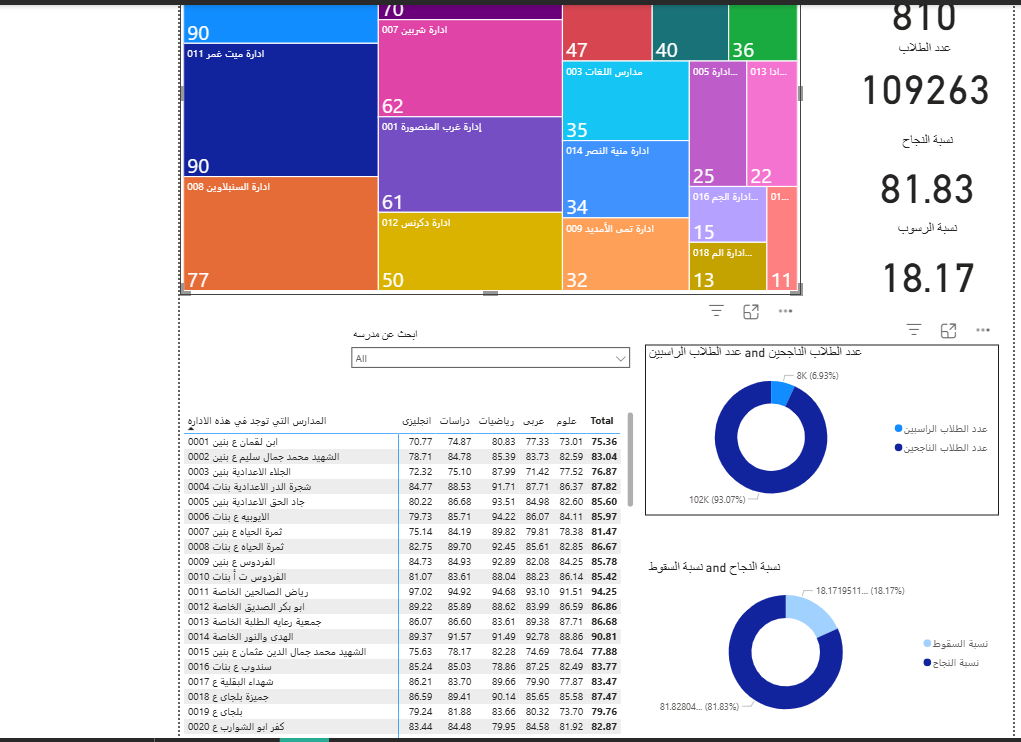 90
70
47
40
36
810
عدد الطلاب
109263
نسبة النجاح
81.83
نسبة الرسوب
18.17
ادارة ميت غمر 011
90
ادارة السنبلاوين 008
77
ادارة شربين 007
62
إدارة غرب المنصورة 001
61
ادارة دكرنس 012
50
مدارس اللغات 003
35
ادارة منية النصر 014
34
ادارة تمى الأمديد 009
32
ادارة 005...
25
ادا 013...
22
ادارة الجم 016...
15
01...
11
ادارة الم 018...
13
ابحث عن مدرسه
All
المدارس التي توجد في هذه الاداره انجليزى دراسات رياضيات عربى علوم Total
ابن لقمان ع بنين 0001 70.77 74.87 80.83 77.33 73.01 75.36
الشهيد محمد جمال سليم ع بنين 0002 78.71 84.78 85.39 83.73 82.59 83.04
الجلاء الاعدادية بنين 0003 72.32 75.10 87.99 71.42 77.52 76.87
شجرة الدر الاعدادية بنات 0004 84.77 88.53 91.71 87.71 86.37 87.82
جاد الحق الاعدادية بنين 0005 80.22 86.68 93.51 84.98 82.60 85.60
الايوبيه ع بنات 0006 79.73 85.71 94.22 86.07 84.11 85.97
ثمرة الحياه ع بنين 0007 75.14 84.19 89.82 79.81 78.38 81.47
ثمرة الحياه ع بنات 0008 82.75 89.70 92.45 85.61 82.85 86.67
الفردوس ع بنين 0009 84.73 84.93 92.89 82.08 84.25 85.78
الفردوس ت أ بنات 0010 81.07 83.61 88.04 88.23 86.14 85.42
رياض الصالحين الخاصة 0011 97.02 94.92 94.68 93.10 91.51 94.25
ابو بكر الصديق الخاصة 0012 89.22 85.89 88.62 83.99 86.59 86.86
جمعية رعايه الطلبة الخاصة 0013 86.07 86.60 83.61 89.38 87.71 86.68
الهدى والنور الخاصة 0014 89.37 91.57 91.49 92.78 88.86 90.81
الشهيد محمد جمال الدين عثمان ع بنين 0015 75.63 78.17 82.28 74.69 78.64 77.88
سندوب ع بنات 0016 85.24 85.03 78.86 87.25 82.49 83.77
شهداء البقلية ع 0017 86.21 83.70 89.66 79.90 77.87 83.47
جميزة بلجاى ع 0018 86.59 89.41 90.14 85.65 85.58 87.47
بلجاى ع 0019 79.24 81.88 83.66 80.32 73.70 79.76
كفر ابو الشوارب ع 0020 83.44 84.48 79.95 84.58 81.92 82.87
عدد الطلاب الناجحين and عدد الطلاب الراسبين
8K (6.93%)
عدد الطلاب الراسبين
عدد الطلاب الناجحين
102K (93.07%)
نسبة النجاح and نسبة السقوط
18.1719511... (18.17%)
نسبة السقوط
نسبة النجاح
81.82804... (81.83%)